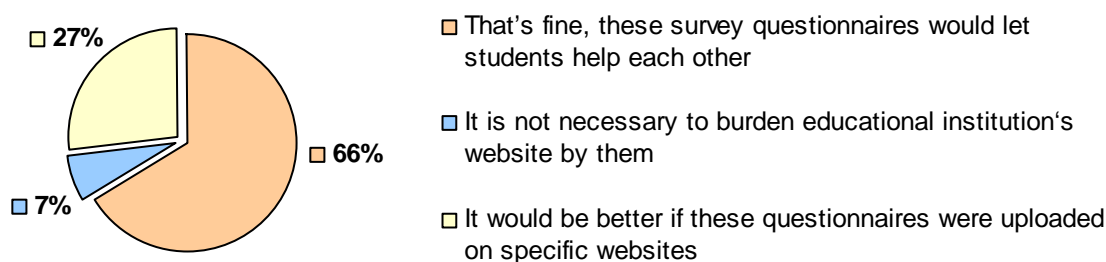 27%
66%
7%
That's fine, these survey questionnaires would let
students help each other
It is not necessary to burden educational institution‘s
website by them
It would be better if these questionnaires were uploaded
on specific websites